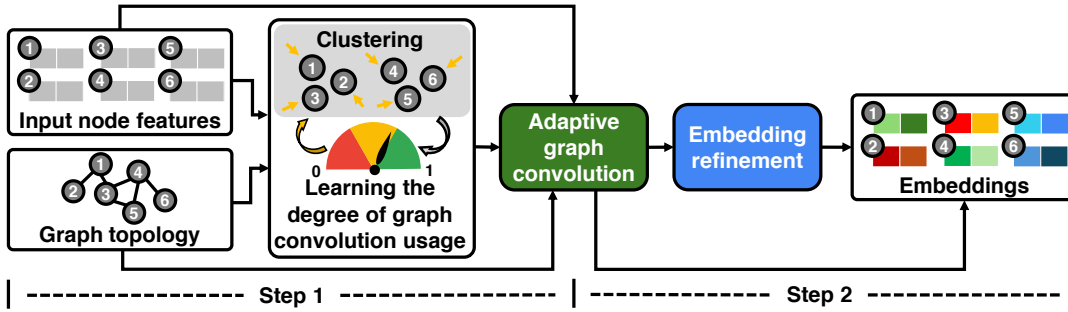 1 3 5
2 4 6
Input node features
1
2 3 4
5 6
Graph topology
Clustering
1 2 3
4 5 6
0 1
Learning the
degree of graph
convolution usage
Adaptive
graph
convolution
Embedding
refinement
1 3 5
2 4 6
Embeddings
Step 1
Step 2